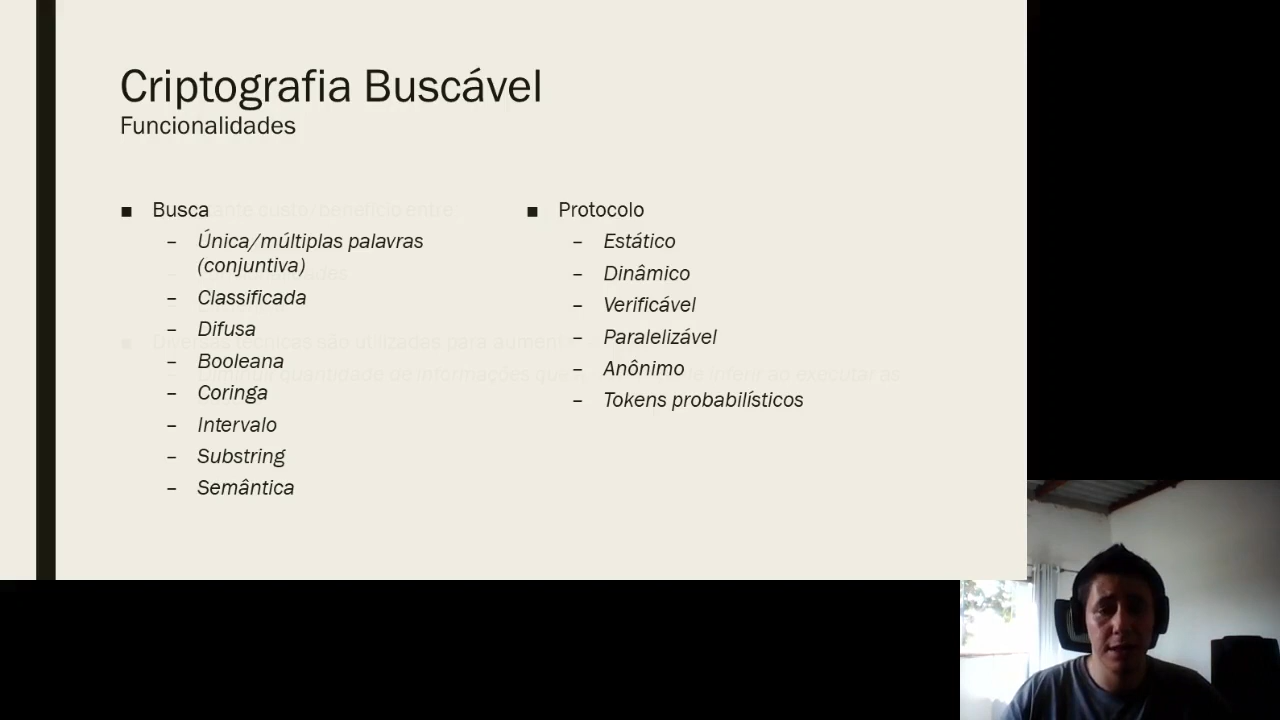 Criptografia Buscável
Funcionalidades
■ Busca
– Única/múltiplas palavras
(conjuntiva)
– Classificada
– Difusa
– Booleana
– Coringa
– Intervalo
– Substring
– Semântica
■ Protocolo
– Estático
– Dinâmico
– Verificável
– Paralelizável
– Anônimo
– Tokens probabilísticos